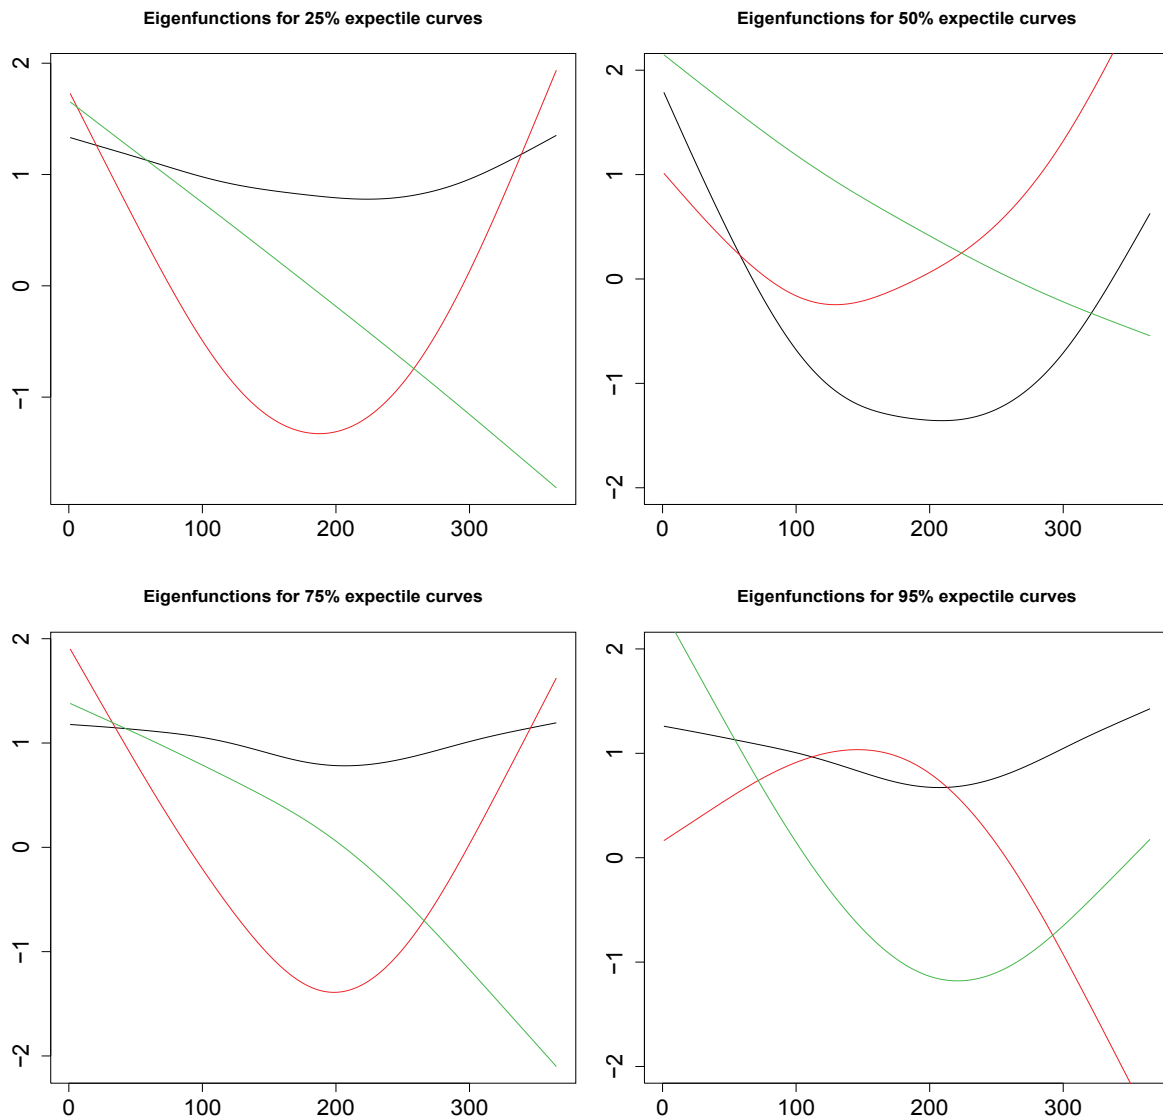 Eigenfunctions for 25% expectile curves
2
1
0
−1
0 100 200 300
Eigenfunctions for 50% expectile curves
2
1
0
−1
−2
0 100 200 300
Eigenfunctions for 75% expectile curves
2
1
0
−1
−2
0 100 200 300
Eigenfunctions for 95% expectile curves
2
1
0
−1
−2
0 100 200 300